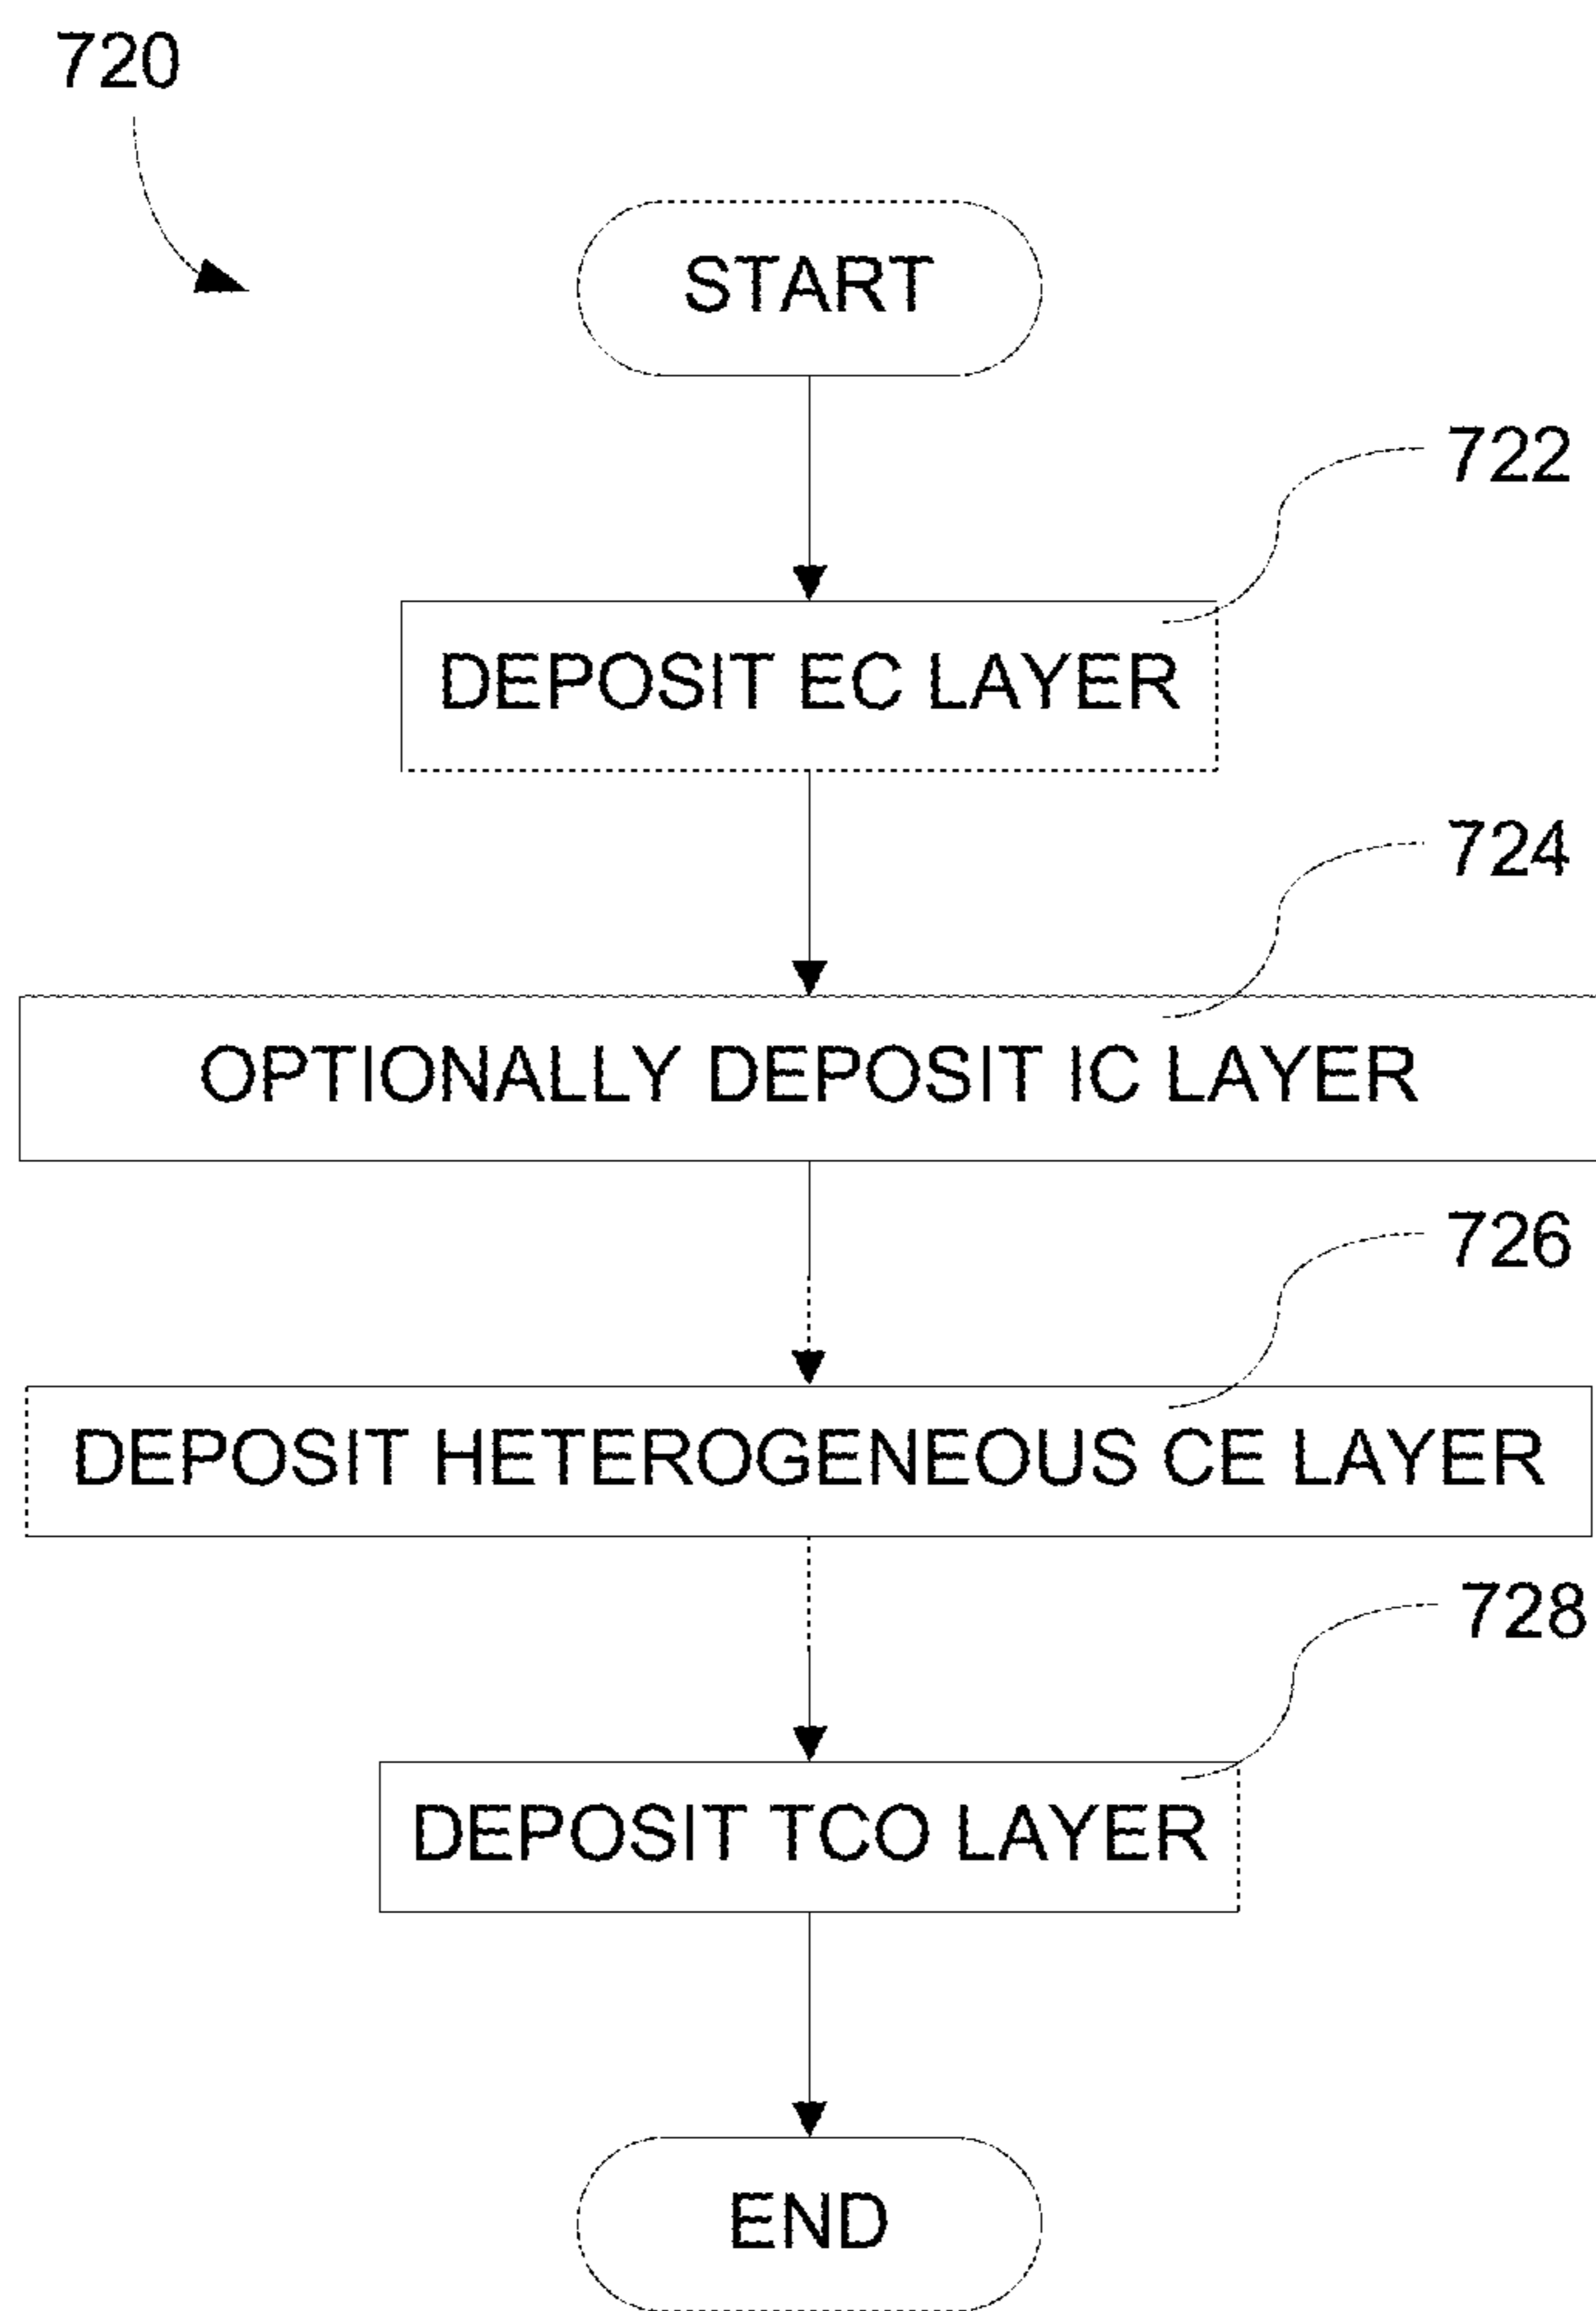 720
START
722
DEPOSIT EC LAYER
724
OPTIONALLY DEPOSIT IC LAYER
726
DEPOSIT HETEROGENEOUS CE LAYER
728
DEPOSIT TCO LAYER
END